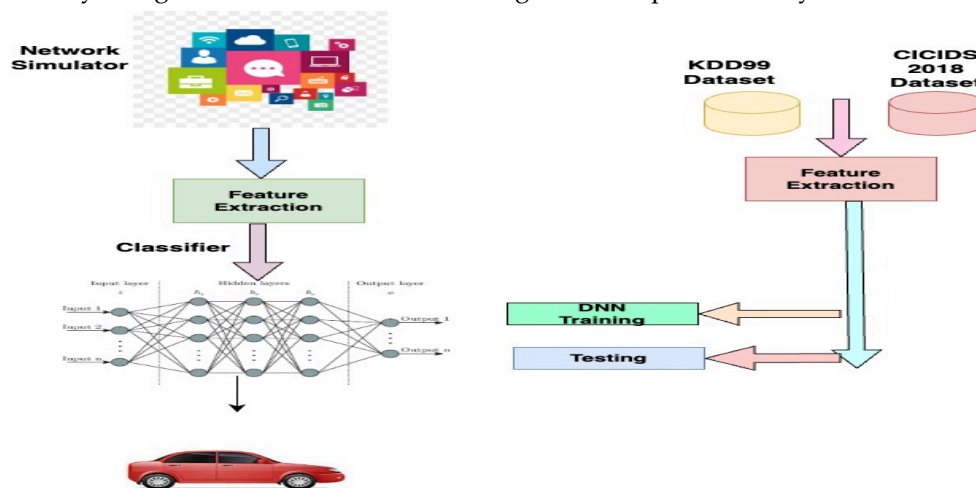 Network
Simulator
KDD99
Dataset
CICIDS
2018
Dataset
Feature
Extraction
Feature
Extraction
Classifier
Input layer
Hidden layers
Output layer
Input 1
Input 2
Input n
Output 1
Output n
DNN
Training
Testing